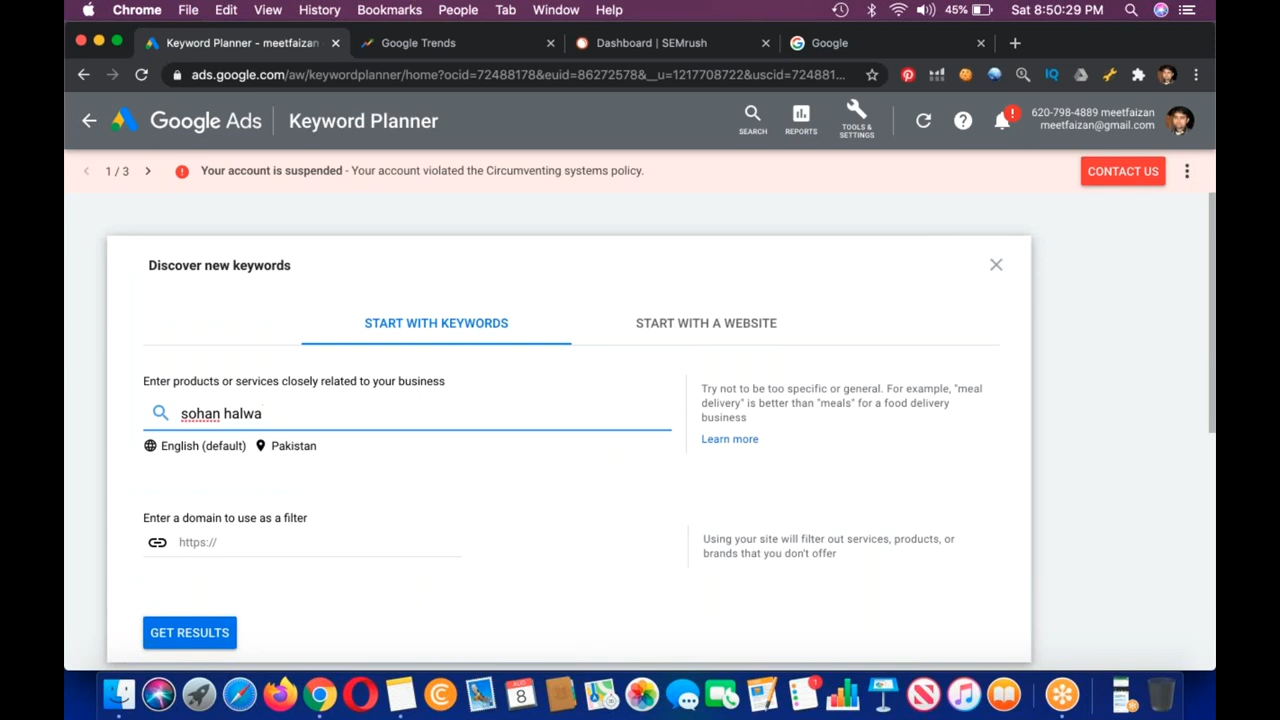 Chrome File Edit View History Bookmarks People Tab Window Help 45% Sat 8:50:29 PM
Keyword Planner - meetfaizan Google Trends Dashboard | SEMrush Google
ads.google.com/aw/keywordplanner/home?ocid=72488178&euid=86272578&__u=1217708722&uscid=724881... IQ
Google Ads Keyword Planner
SEARCH REPORTS TOOLS & SETTINGS
620-798-4889 meetfaizan
meetfaizan@gmail.com
1 / 3 Your account is suspended - Your account violated the Circumventing systems policy. CONTACT US
Discover new keywords
START WITH KEYWORDS START WITH A WEBSITE
Enter products or services closely related to your business
sohan halwa
English (default) Pakistan
Try not to be too specific or general. For example, "meal
delivery" is better than "meals" for a food delivery
business
Learn more
Enter a domain to use as a filter
https://
Using your site will filter out services, products, or
brands that you don't offer
GET RESULTS
AUG
8
1